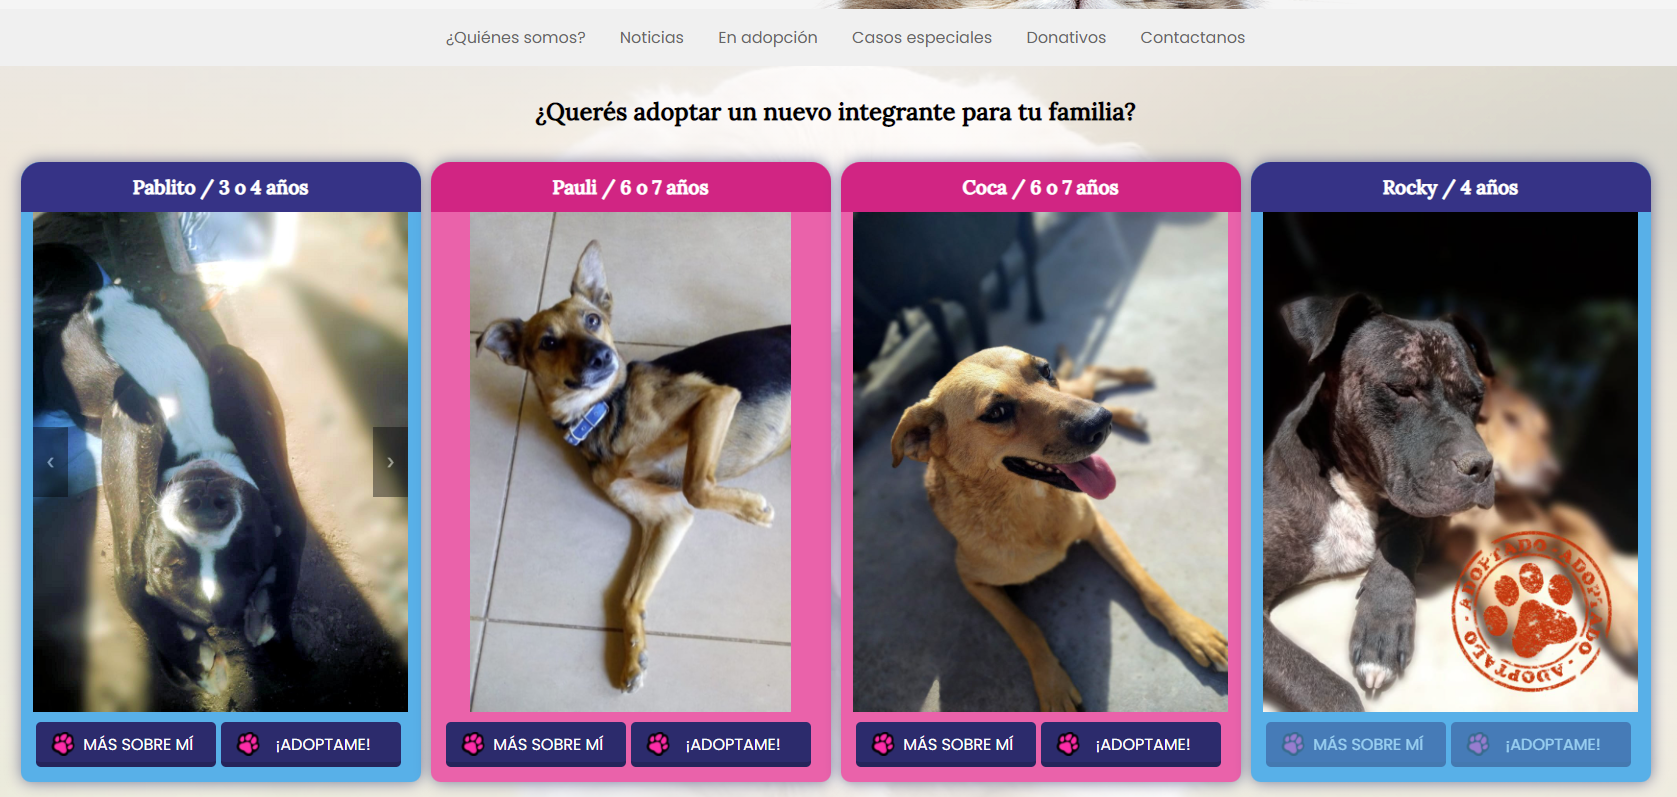 ¿Quiénes somos? Noticias En adopción Casos especiales Donativos Contactanos
¿Querés adoptar un nuevo integrante para tu familia?
Pablito / 3 o 4 años
‹ ›
MÁS SOBRE MÍ ¡ADOPTAME!
Pauli / 6 o 7 años
MÁS SOBRE MÍ ¡ADOPTAME!
Coca / 6 o 7 años
MÁS SOBRE MÍ ¡ADOPTAME!
Rocky / 4 años
ADOPTADO - ADOPTADO - ADOPTALO -
MÁS SOBRE MÍ ¡ADOPTAME!